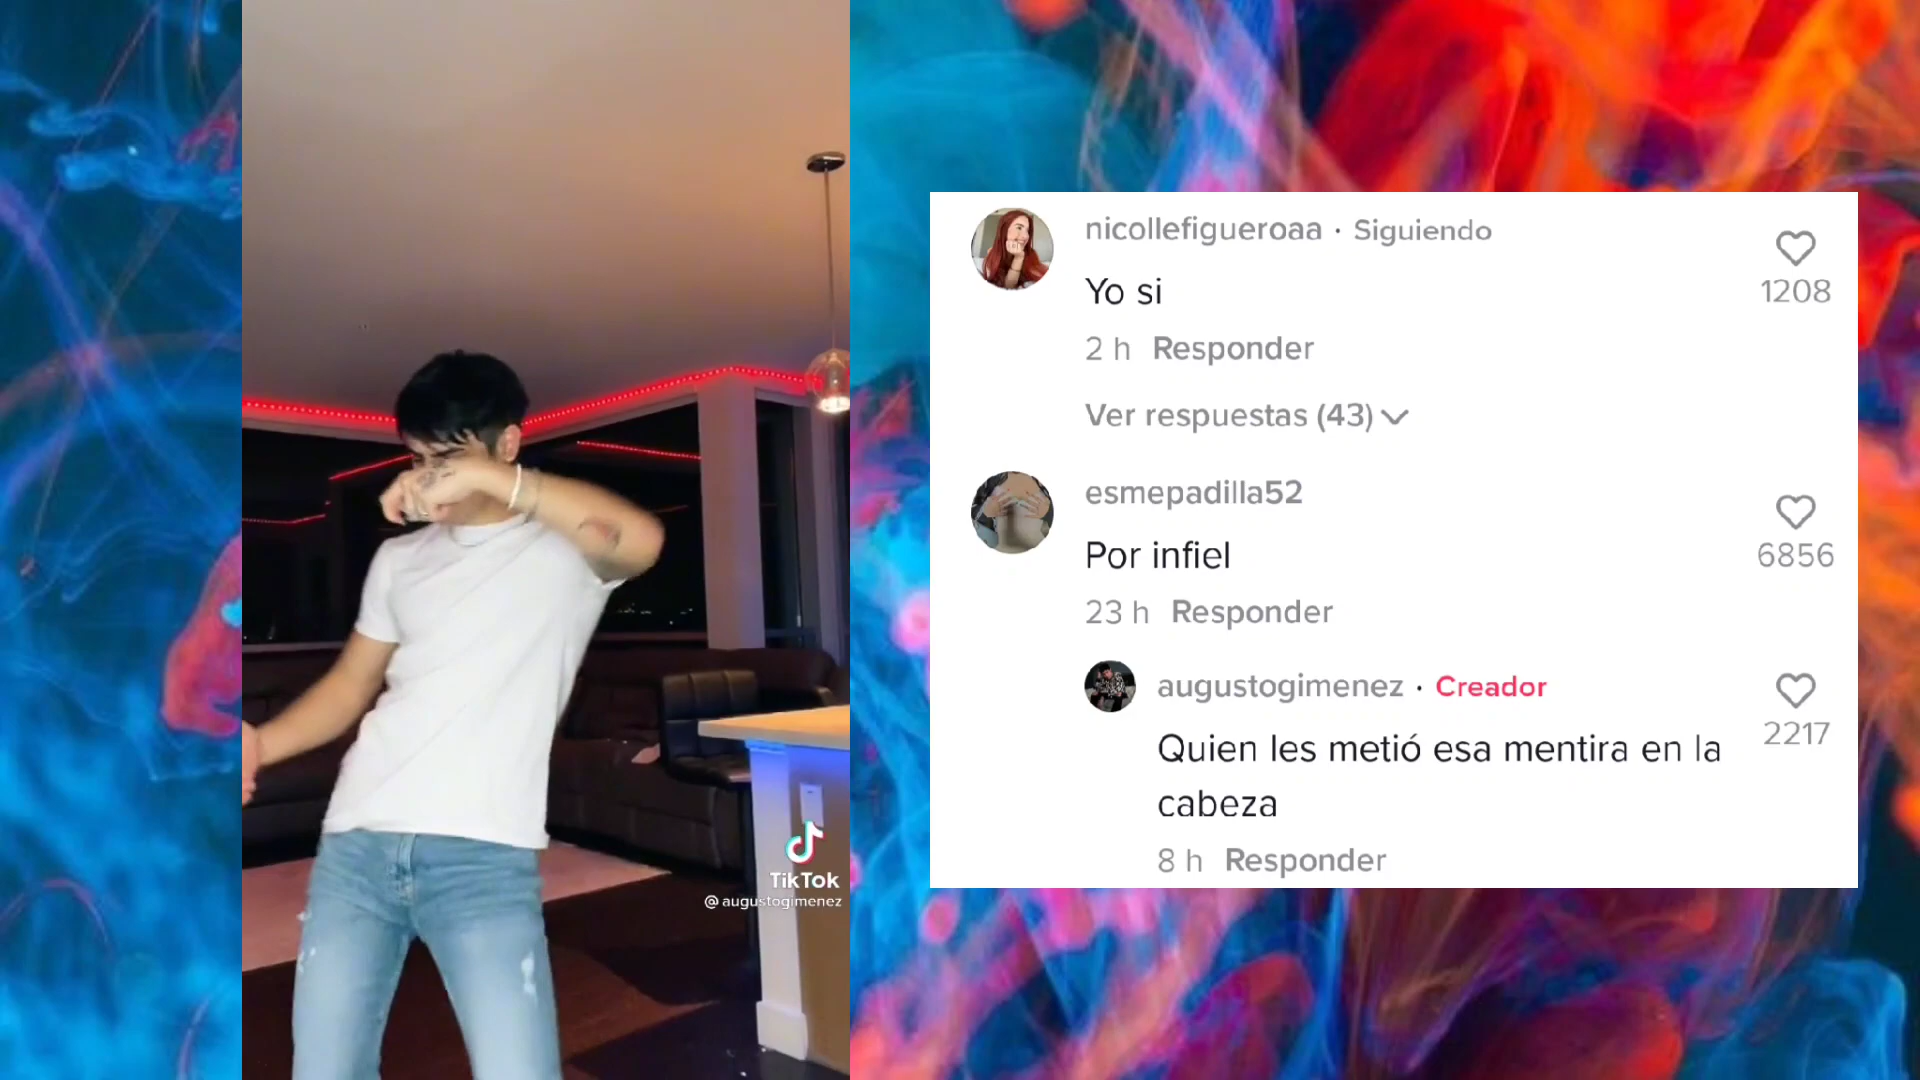 TikTok
@augustogimenez
nicollefigueroaa · Siguiendo
Yo si
1208
2 h Responder
Ver respuestas (43)
esmepadilla52
Por infiel
6856
23 h Responder
augustogimenez · Creador
Quien les metió esa mentira en la
cabeza
2217
8 h Responder